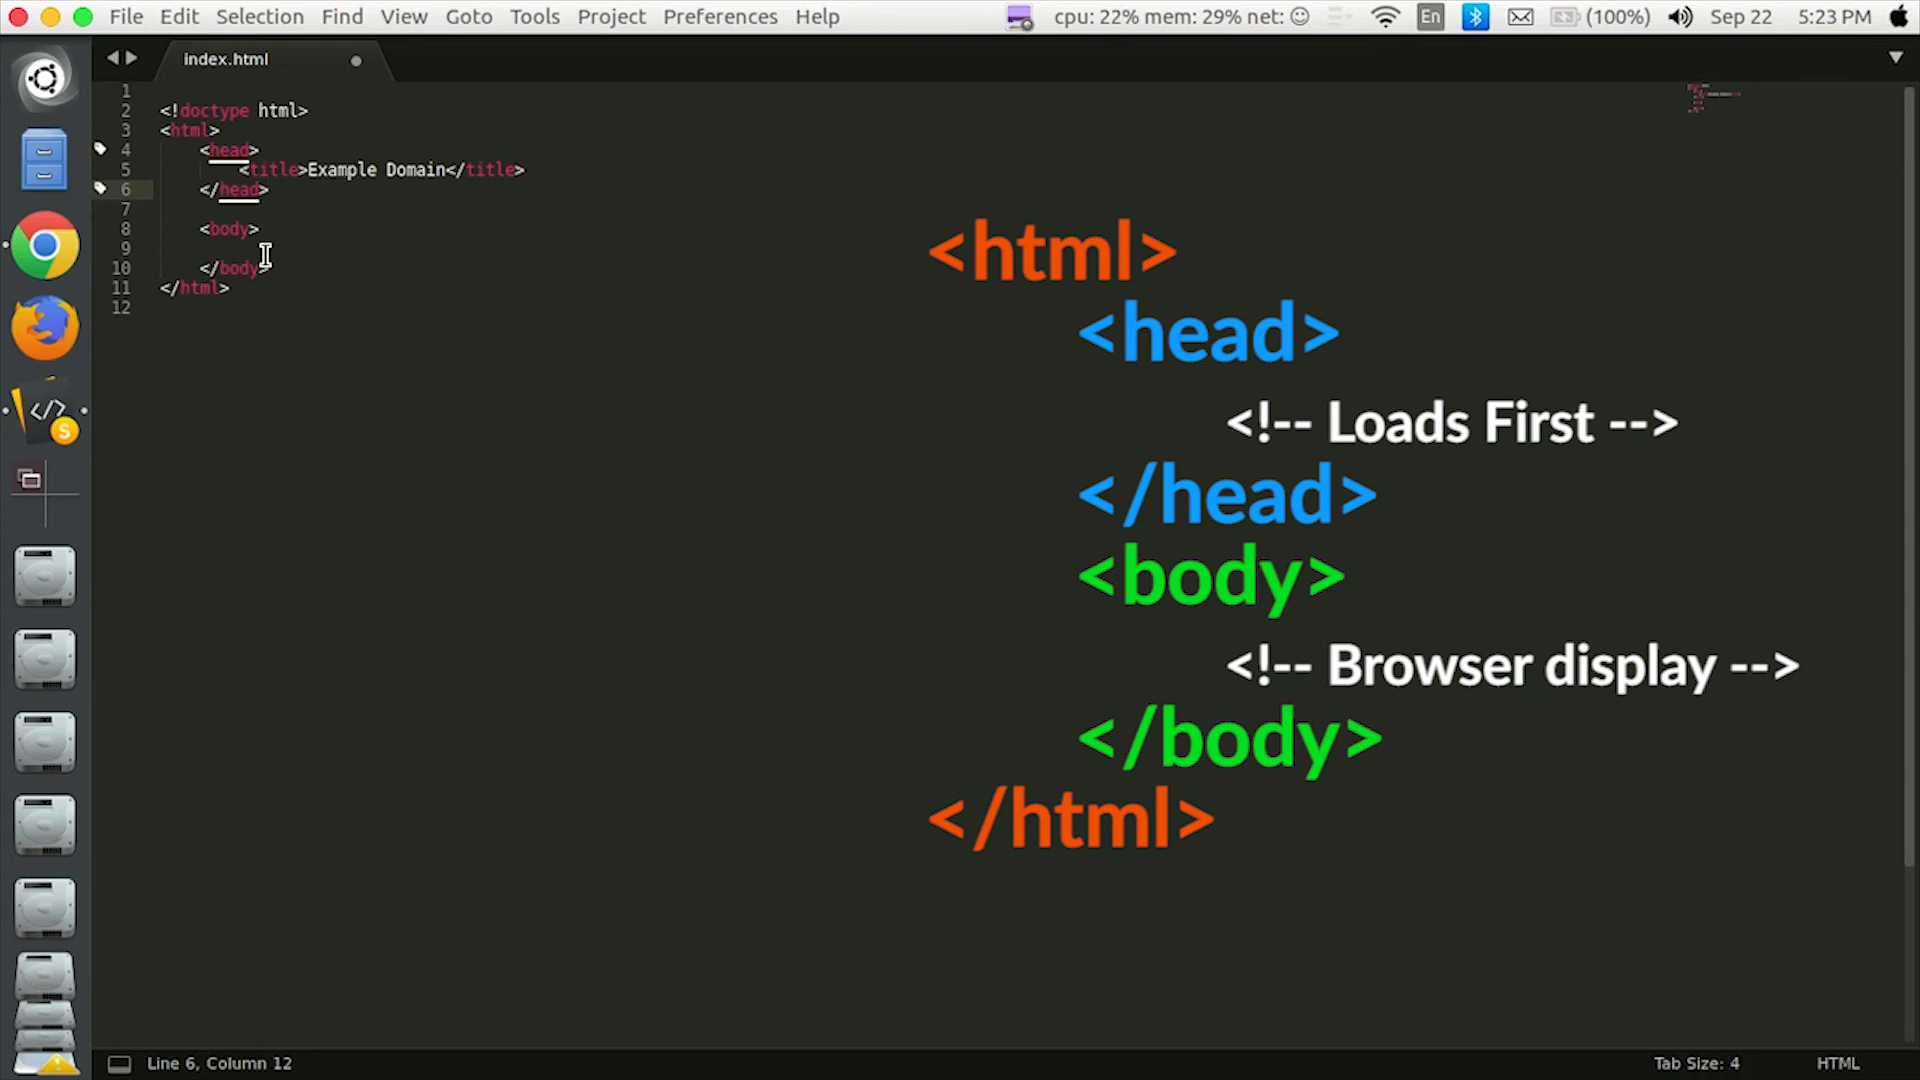 File Edit Selection Find View Goto Tools Project Preferences Help
cpu: 22% mem: 29% net: En (100%) Sep 22 5:23 PM
index.html
1
2 <!doctype html>
3 <html>
4 <head>
5 <title>Example Domain</title>
6 </head>
7
8 <body>
9
10 </body>
11 </html>
12
<html>
<head>
<!-- Loads First -->
</head>
<body>
<!-- Browser display -->
</body>
</html>
</> S
Line 6, Column 12 Tab Size: 4 HTML